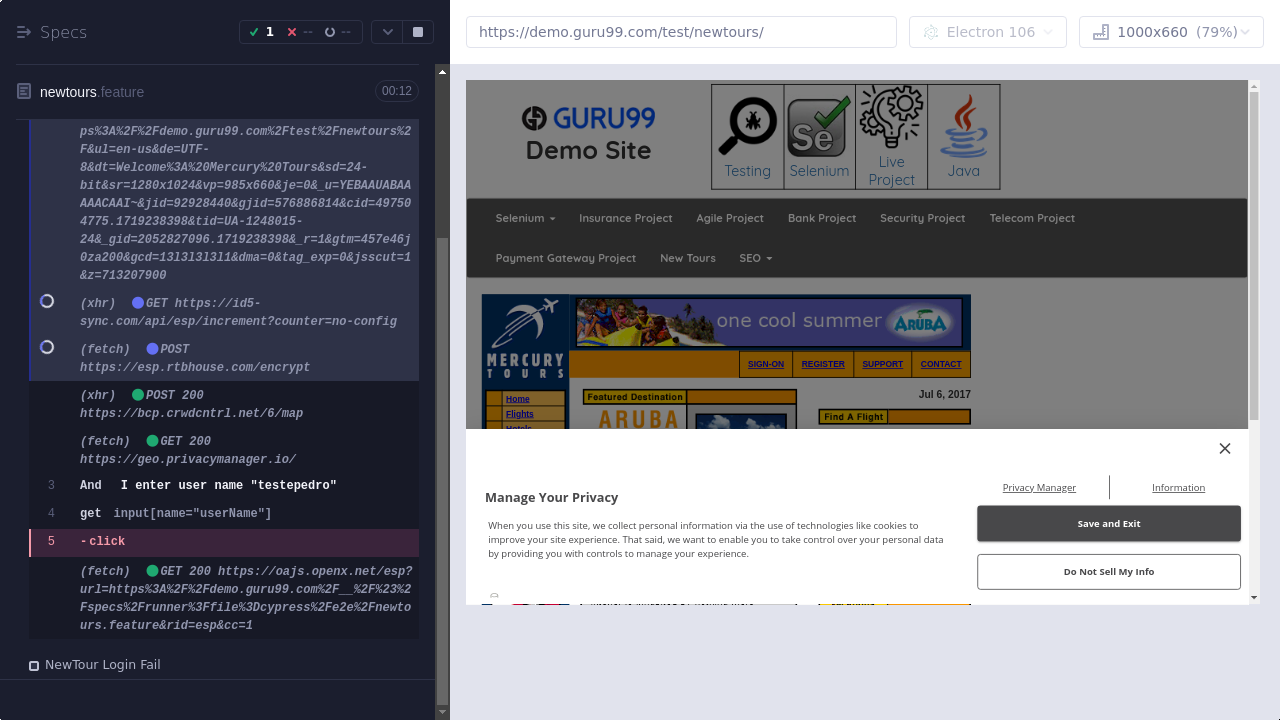 Specs
1
--
--
https://demo.guru99.com/test/newtours/
Electron 106
1000x660 (79%)
newtours.feature
00:12
ps%3A%2F%2Fdemo.guru99.com%2Ftest%2Fnewtours%2
F&ul=en-us&de=UTF-
8&dt=Welcome%3A%20Mercury%20Tours&sd=24-
bit&sr=1280x1024&vp=985x660&je=0&_u=YEBAAUABAA
AAACAAI~&jid=92928440&gjid=576886814&cid=49750
4775.1719238398&tid=UA-1248015-
24&_gid=2052827096.1719238398&_r=1&gtm=457e46j
0za200&gcd=13l3l3l3l1&dma=0&tag_exp=0&jsscut=1
&z=713207900
(xhr) GET https://id5-
sync.com/api/esp/increment?counter=no-config
(fetch) POST
https://esp.rtbhouse.com/encrypt
(xhr) POST 200
https://bcp.crwdcntrl.net/6/map
(fetch) GET 200
https://geo.privacymanager.io/
3 And I enter user name "testepedro"
4 get input[name="userName"]
5 -click
(fetch) GET 200 https://oajs.openx.net/esp?
url=https%3A%2F%2Fdemo.guru99.com%2F__%2F%23%2
Fspecs%2Frunner%3Ffile%3Dcypress%2Fe2e%2Fnewto
urs.feature&rid=esp&cc=1
NewTour Login Fail
GURU99
Demo Site
Testing
Se
Selenium
Live
Project
Java
Selenium
Insurance Project
Agile Project
Bank Project
Security Project
Telecom Project
Payment Gateway Project
New Tours
SEO
MERCURY
TOURS
one cool summer
ARUBA
SIGN-ON
REGISTER
SUPPORT
CONTACT
Home
Flights
Hotels
Featured Destination
ARUBA
Jul 6, 2017
Find A Flight
Manage Your Privacy
When you use this site, we collect personal information via the use of technologies like cookies to
improve your site experience. That said, we want to enable you to take control over your personal data
by providing you with controls to manage your experience.
Privacy Manager
Information
Save and Exit
Do Not Sell My Info